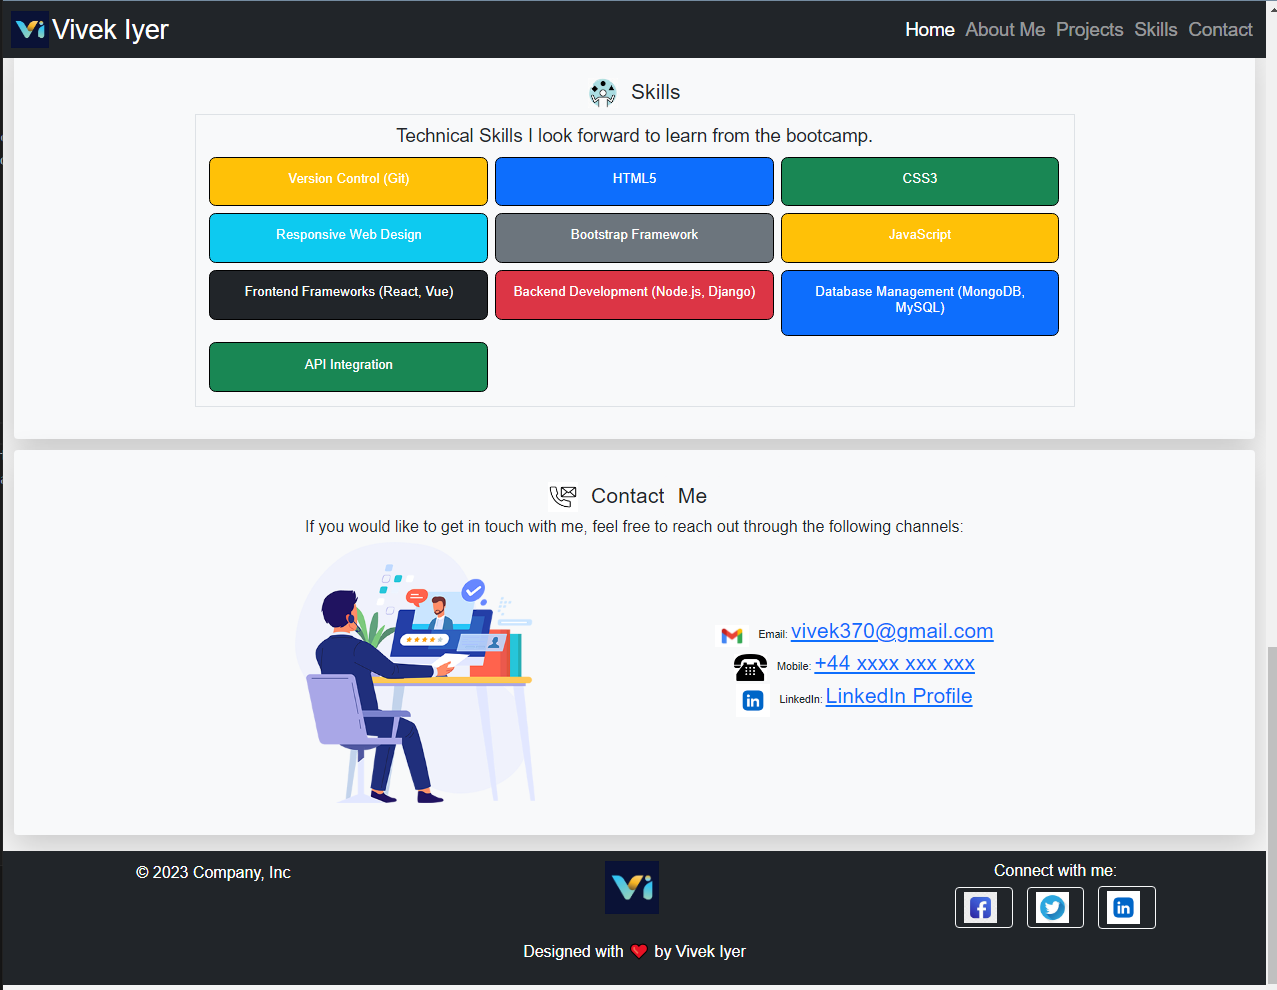 Vi Vivek Iyer
Home About Me Projects Skills Contact
Skills
Technical Skills I look forward to learn from the bootcamp.
Version Control (Git)
HTML5
CSS3
Responsive Web Design
Bootstrap Framework
JavaScript
Frontend Frameworks (React, Vue)
Backend Development (Node.js, Django)
Database Management (MongoDB,
MySQL)
API Integration
Contact Me
If you would like to get in touch with me, feel free to reach out through the following channels:
Email: vivek370@gmail.com
Mobile: +44 xxxx xxx xxx
in LinkedIn: LinkedIn Profile
© 2023 Company, Inc
Vi
Connect with me:
f in
Designed with ❤ by Vivek Iyer